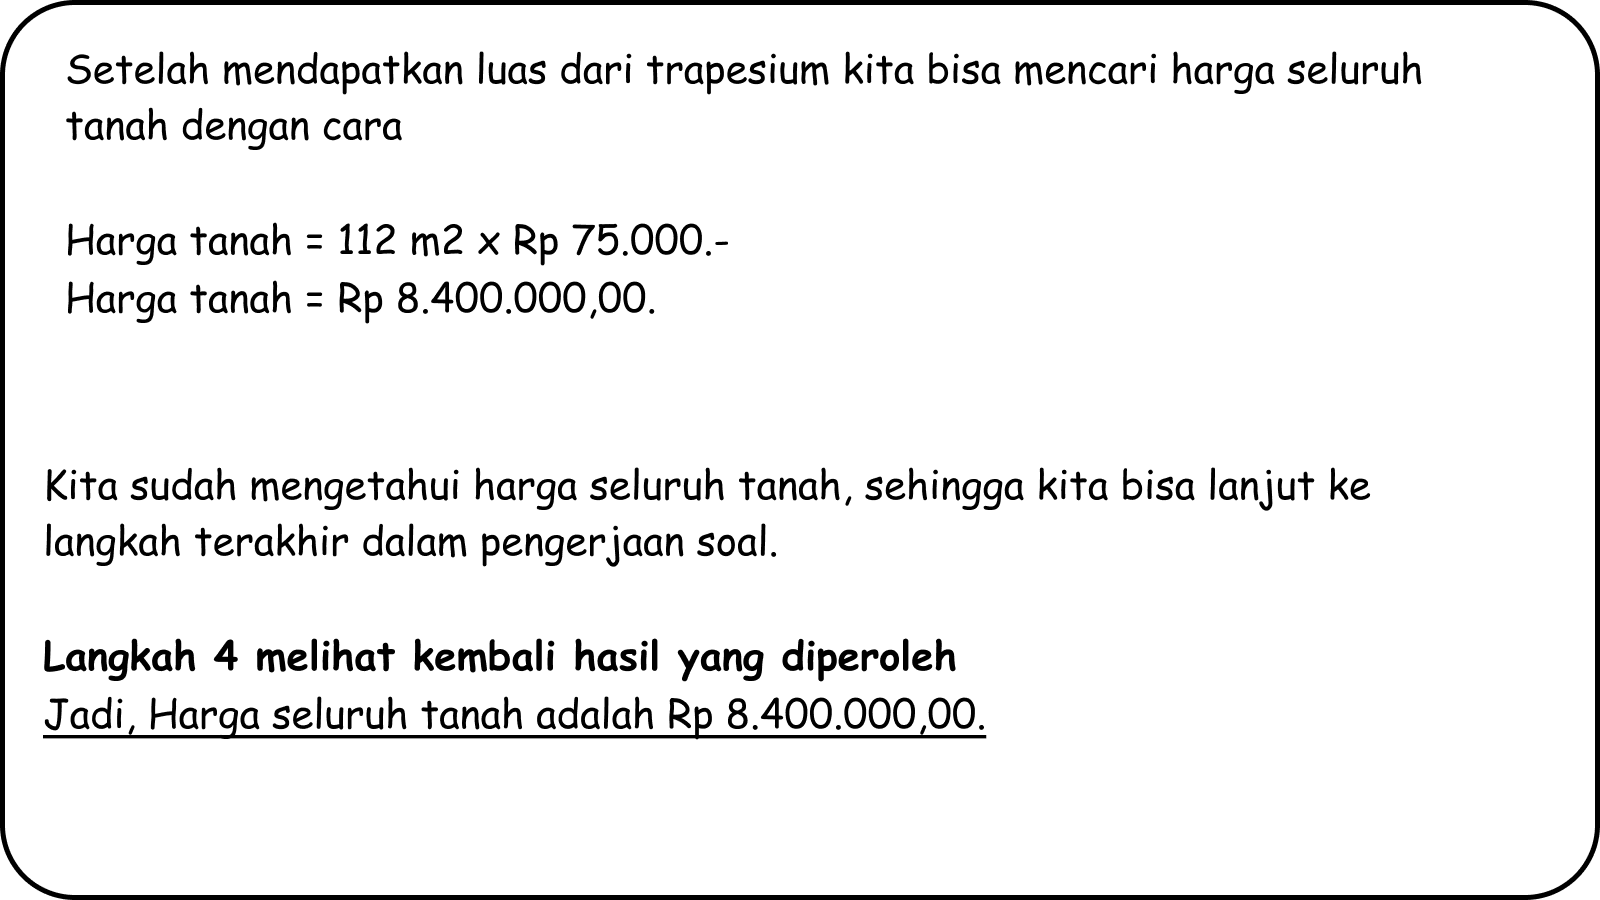 Setelah mendapatkan luas dari trapesium kita bisa mencari harga seluruh
tanah dengan cara
Harga tanah = 112 m2 x Rp 75.000.-
Harga tanah = Rp 8.400.000,00.
Kita sudah mengetahui harga seluruh tanah, sehingga kita bisa lanjut ke
langkah terakhir dalam pengerjaan soal.
Langkah 4 melihat kembali hasil yang diperoleh
Jadi, Harga seluruh tanah adalah Rp 8.400.000,00.